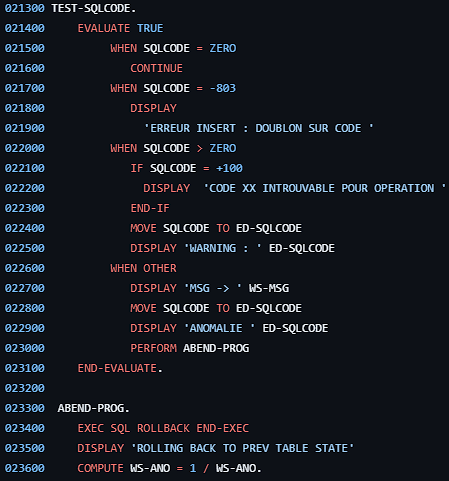 021300 TEST-SQLCODE.
021400     EVALUATE TRUE
021500          WHEN SQLCODE = ZERO
021600             CONTINUE
021700          WHEN SQLCODE = -803
021800             DISPLAY
021900               'ERREUR INSERT : DOUBLON SUR CODE '
022000          WHEN SQLCODE > ZERO
022100             IF SQLCODE = +100
022200               DISPLAY  'CODE XX INTROUVABLE POUR OPERATION '
022300             END-IF
022400             MOVE SQLCODE TO ED-SQLCODE
022500             DISPLAY 'WARNING : ' ED-SQLCODE
022600          WHEN OTHER
022700             DISPLAY 'MSG -> ' WS-MSG
022800             MOVE SQLCODE TO ED-SQLCODE
022900             DISPLAY 'ANOMALIE ' ED-SQLCODE
023000             PERFORM ABEND-PROG
023100     END-EVALUATE.
023200
023300  ABEND-PROG.
023400     EXEC SQL ROLLBACK END-EXEC
023500     DISPLAY 'ROLLING BACK TO PREV TABLE STATE'
023600     COMPUTE WS-ANO = 1 / WS-ANO.